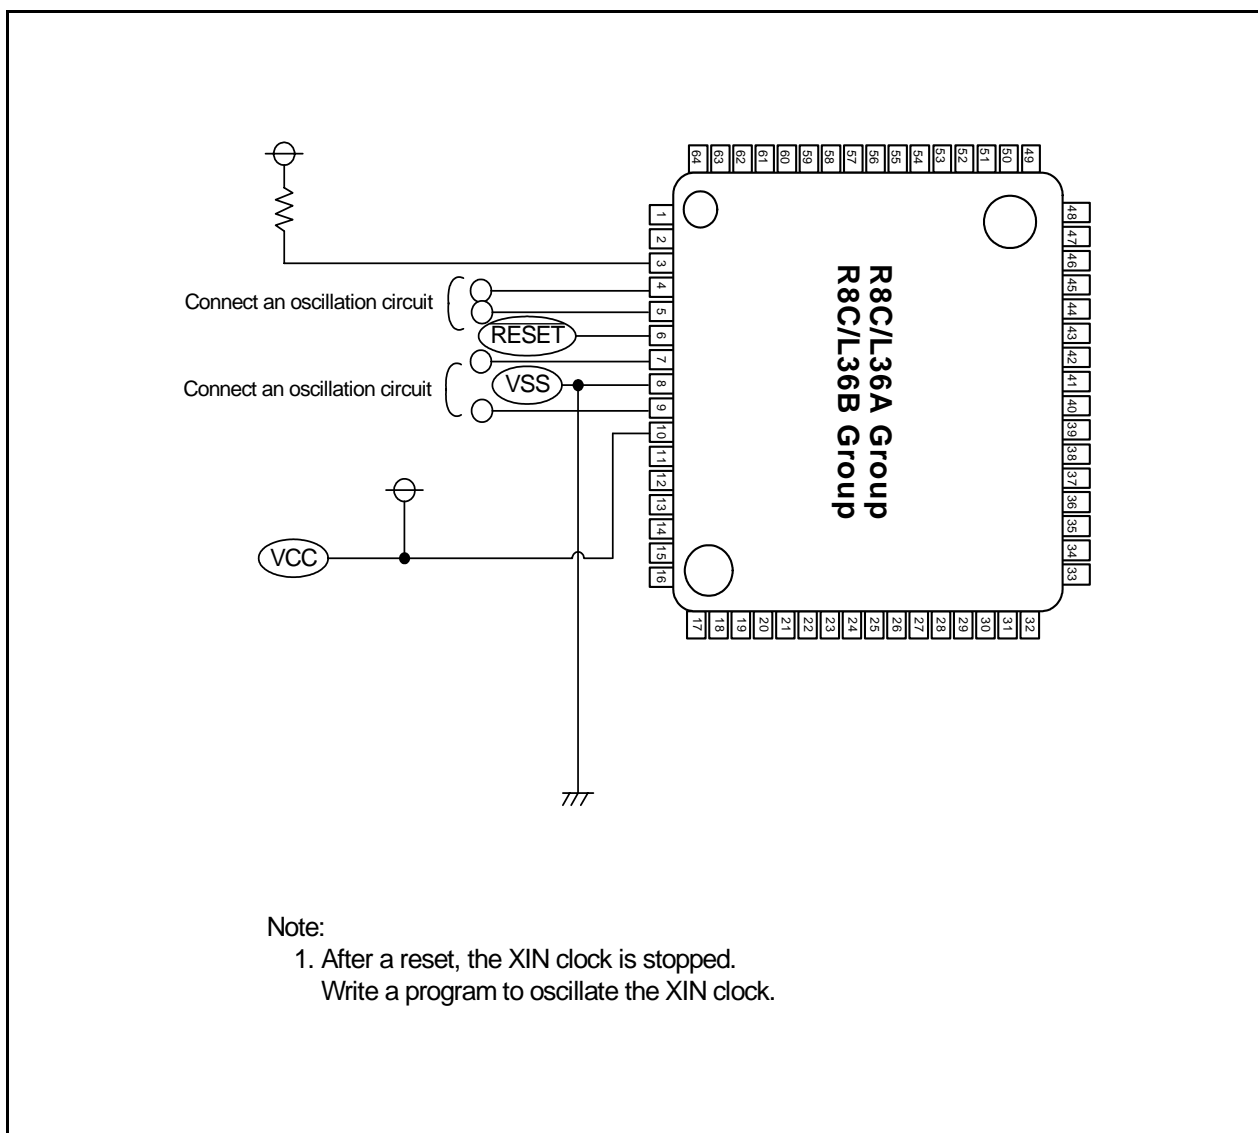 64 63 62 61 60 59 58 57 56 55 54 53 52 51 50 49
1
2
3
4
5
6
7
8
9
10
11
12
13
14
15
16
Connect an oscillation circuit
RESET
Connect an oscillation circuit
VSS
VCC
R8C/L36A Group
R8C/L36B Group
48
47
46
45
44
43
42
41
40
39
38
37
36
35
34
33
17 18 19 20 21 22 23 24 25 26 27 28 29 30 31 32
Note:
1. After a reset, the XIN clock is stopped.
Write a program to oscillate the XIN clock.